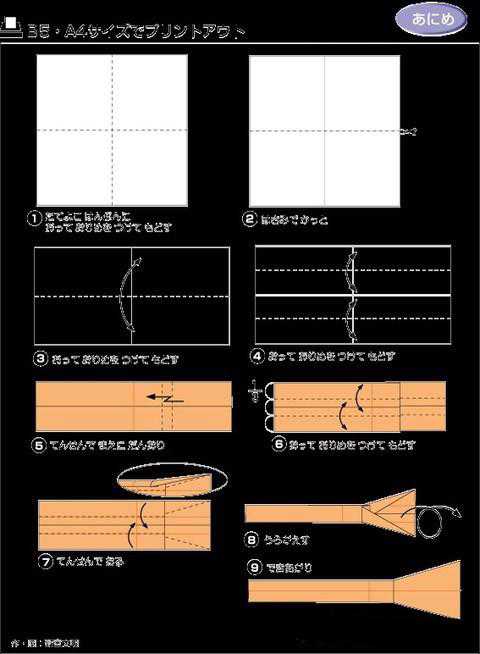 B5・A4サイズでプリントアウト
あにめ
① たてよこ はんぶんに
おって おりめを つけて もどす
② はさみで かっと
③ おって おりめを つけて もどす
④ おって おりめを つけて もどす
⑤ てんせんで まえに だんおり
⑥ おって おりめを つけて もどす
⑦ てんせんで おる
⑧ うらがえす
⑨ できあがり
作・図：